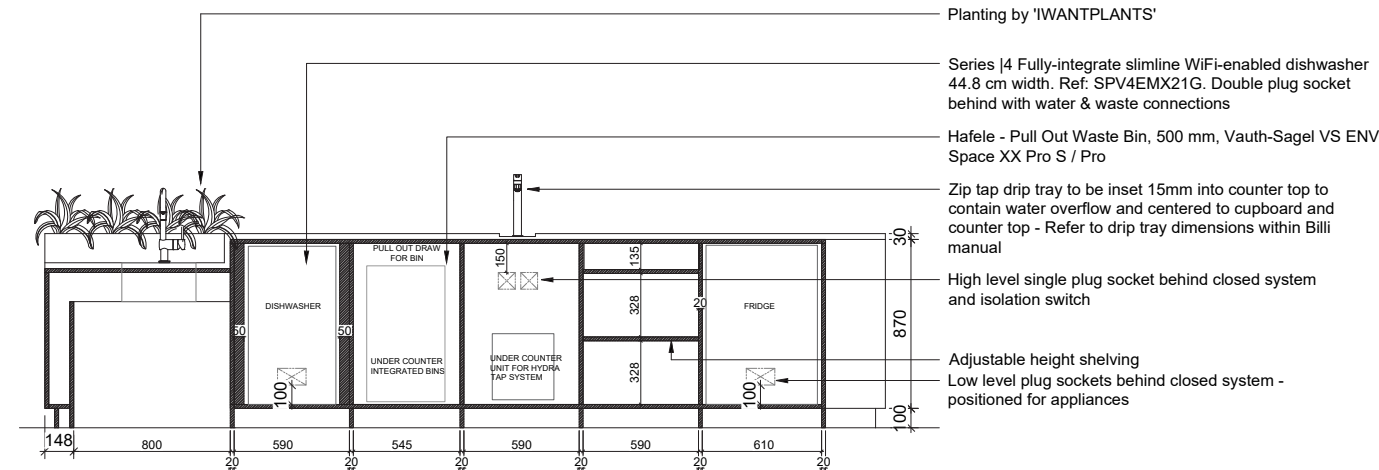 Planting by 'IWANTPLANTS'
Series |4 Fully-integrate slimline WiFi-enabled dishwasher
44.8 cm width. Ref: SPV4EMX21G. Double plug socket
behind with water & waste connections
Hafele - Pull Out Waste Bin, 500 mm, Vauth-Sagel VS ENV
Space XX Pro S / Pro
Zip tap drip tray to be inset 15mm into counter top to
contain water overflow and centered to cupboard and
counter top - Refer to drip tray dimensions within Billi
manual
High level single plug socket behind closed system
and isolation switch
Adjustable height shelving
Low level plug sockets behind closed system -
positioned for appliances
PULL OUT DRAW
FOR BIN
DISHWASHER
UNDER COUNTER
INTEGRATED BINS
UNDER COUNTER
UNIT FOR HYDRA
TAP SYSTEM
FRIDGE
150
135
328
328
20
50
50
100
100
30
870
100
148
800
590
545
590
590
610
20
20
20
20
20
20